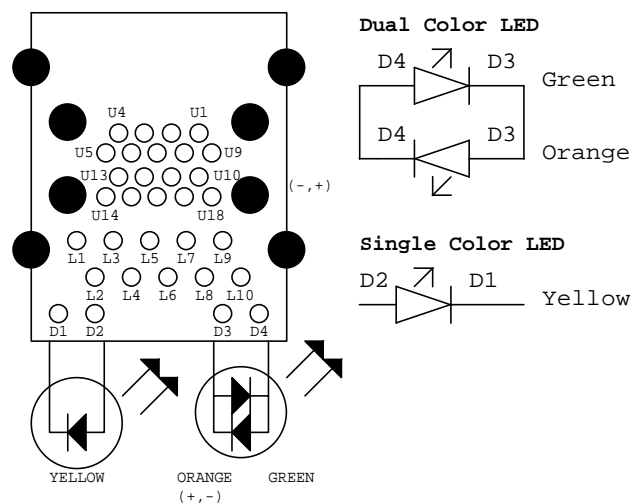 Dual Color LED
D4 D3 Green
D4 D3 Orange
U4 U1
U5 U9
U13 U10
U14 U18 (-,+)
L1 L3 L5 L7 L9
L2 L4 L6 L8 L10
D1 D2 D3 D4
Single Color LED
D2 D1 Yellow
YELLOW ORANGE GREEN
(+,-)